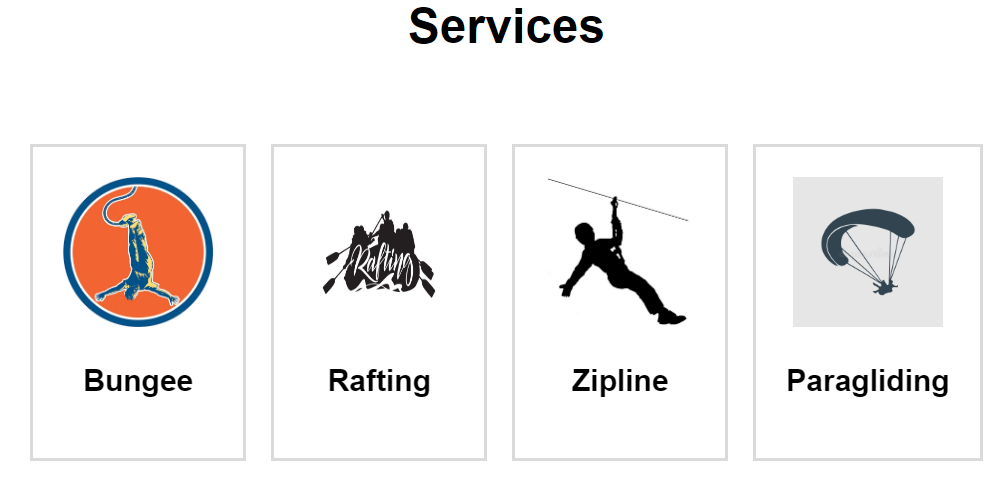 Services
Rafting
Bungee
Rafting
Zipline
Paragliding